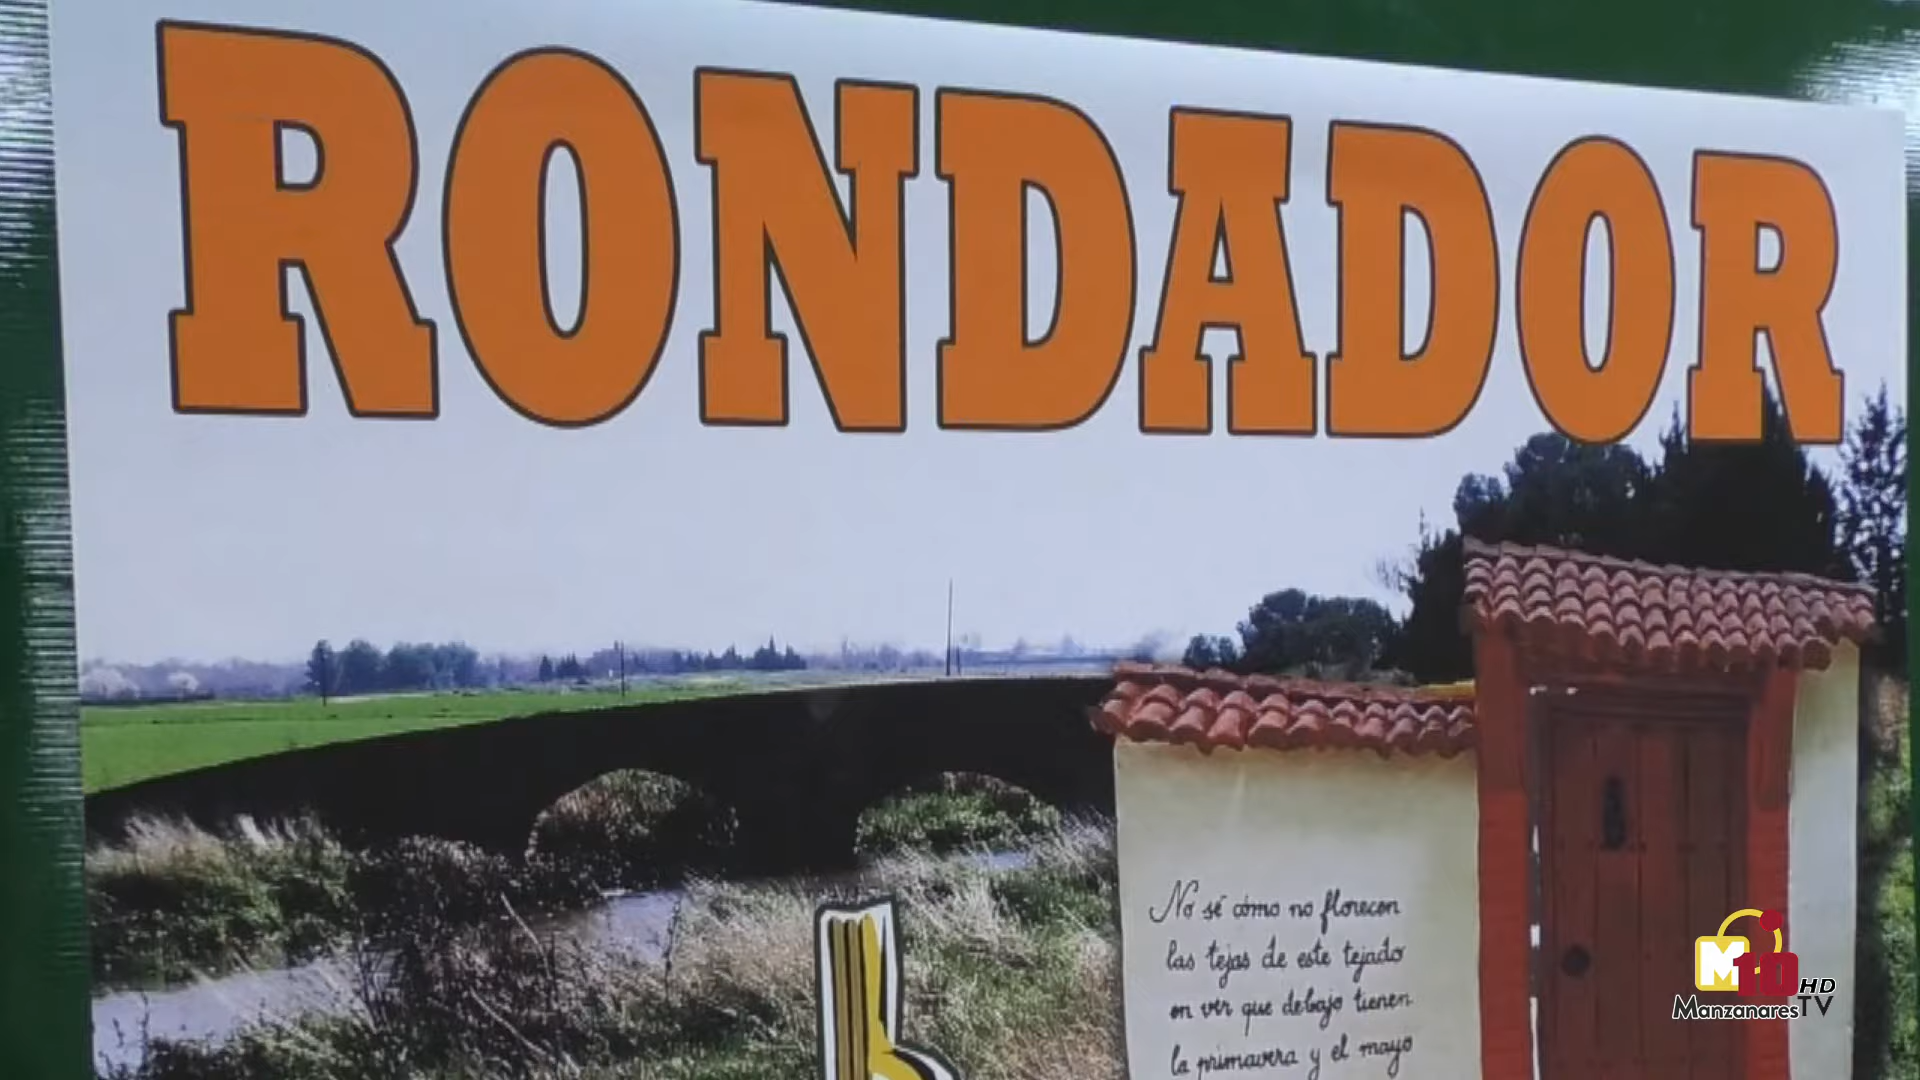 RONDADOR
No sé cómo no florecen
las tejas de este tejado
en ver que debajo tienen
la primavera y el mayo
M10 HD
Manzanares TV